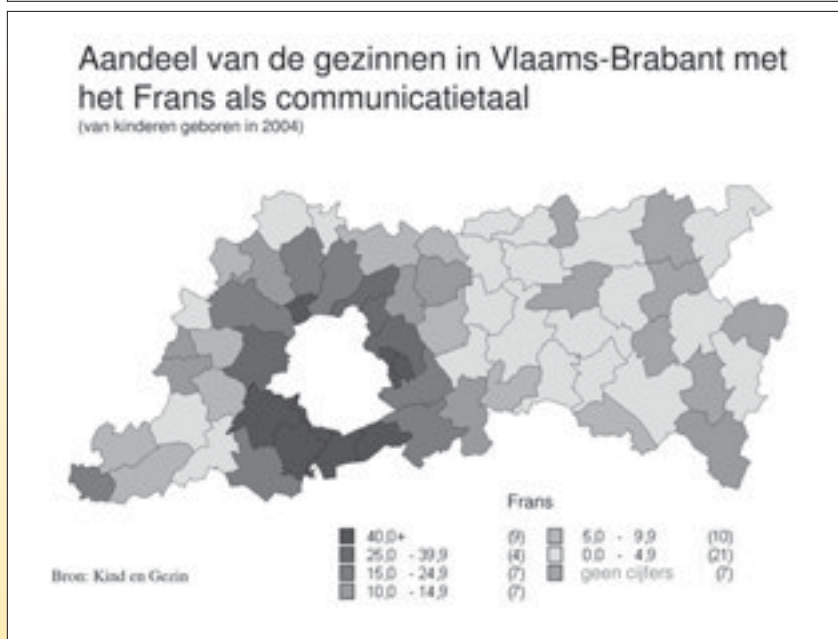 Aandeel van de gezinnen in Vlaams-Brabant met
het Frans als communicatietaal
(van kinderen geboren in 2004)
Frans
40,0+ (9)
25,0 - 39,9 (4)
15,0 - 24,9 (7)
10,0 - 14,9 (7)
5,0 - 9,9 (10)
0,0 - 4,9 (21)
geen cijfers (7)
Bron: Kind en Gezin